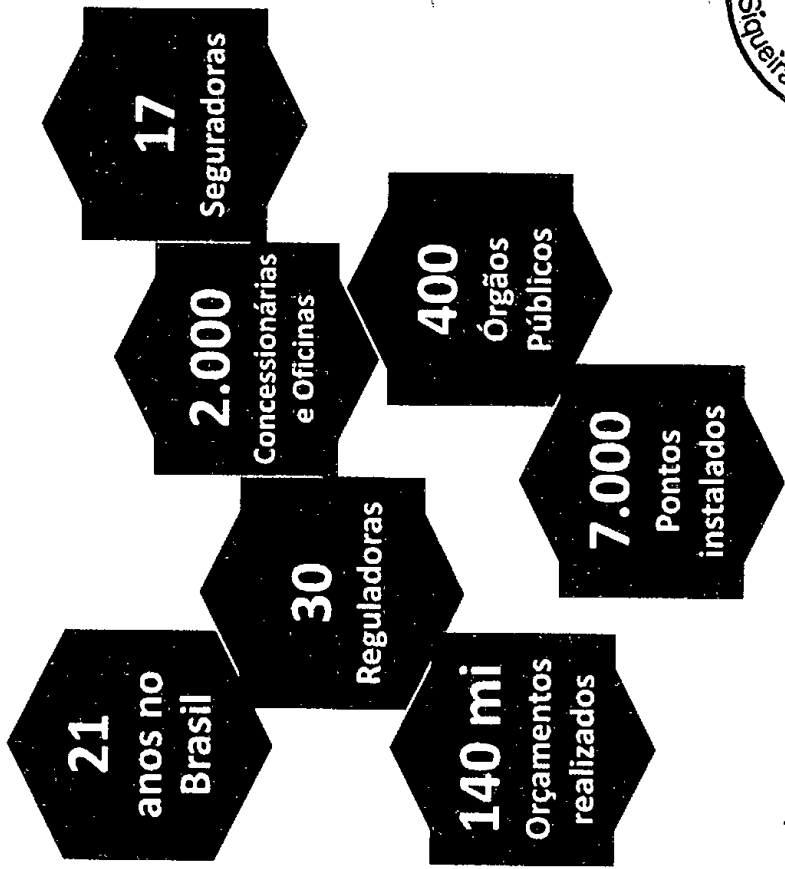 21
anos no
Brasil
140 mi
Orçamentos
realizados
30
Reguladoras
2.000
Concessionárias
e Oficinas
7.000
Pontos
instalados
400
Órgãos
Públicos
17
Seguradoras
Siqueira